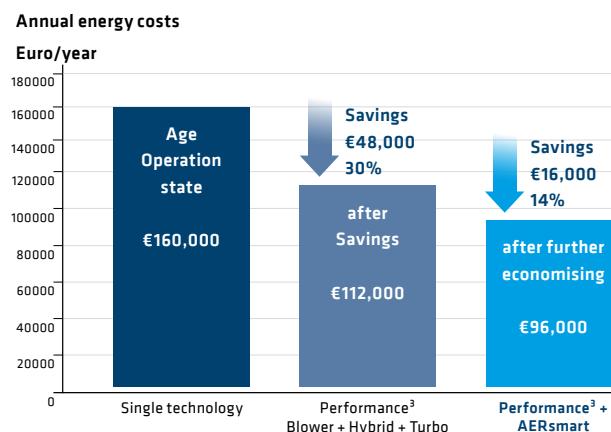 Annual energy costs
Euro/year
180000
160000
140000
120000
100000
80000
60000
40000
20000
0
Age
Operation
state
€160,000
Savings
€48,000
30%
after
Savings
€112,000
Savings
€16,000
14%
after further
economising
€96,000
Single technology
Performance³
Blower + Hybrid + Turbo
Performance³ +
AERsmart